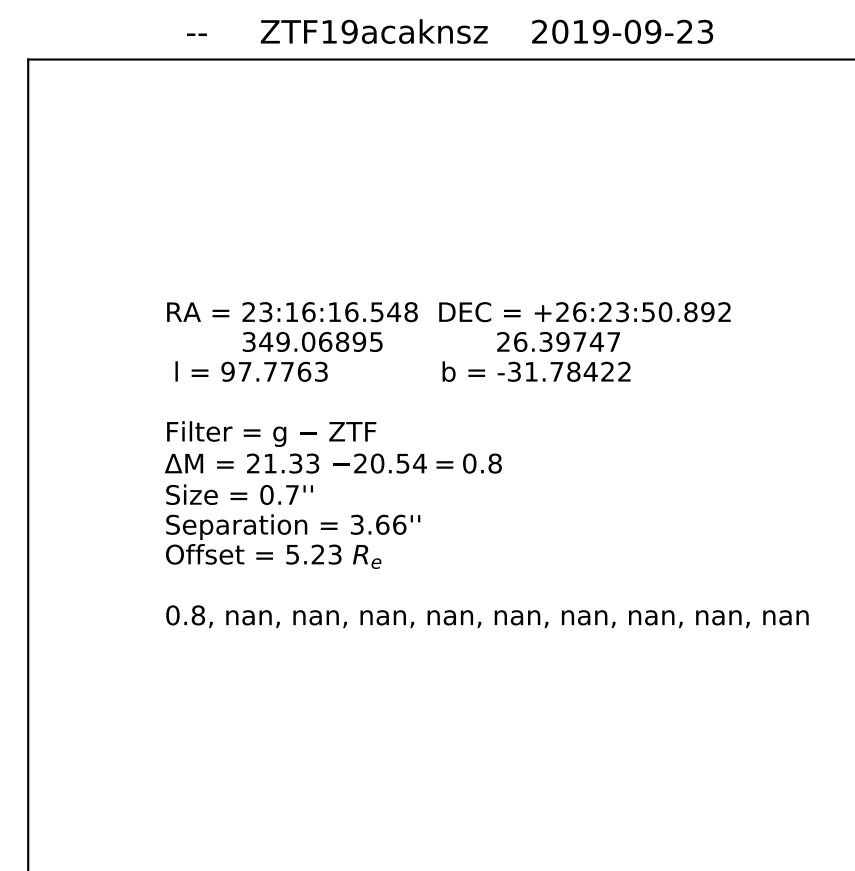 -- ZTF19acaknsz 2019-09-23
RA = 23:16:16.548 DEC = +26:23:50.892
349.06895 26.39747
l = 97.7763 b = -31.78422
Filter = g − ZTF
ΔM = 21.33 −20.54 = 0.8
Size = 0.7''
Separation = 3.66''
Offset = 5.23 Re
0.8, nan, nan, nan, nan, nan, nan, nan, nan, nan